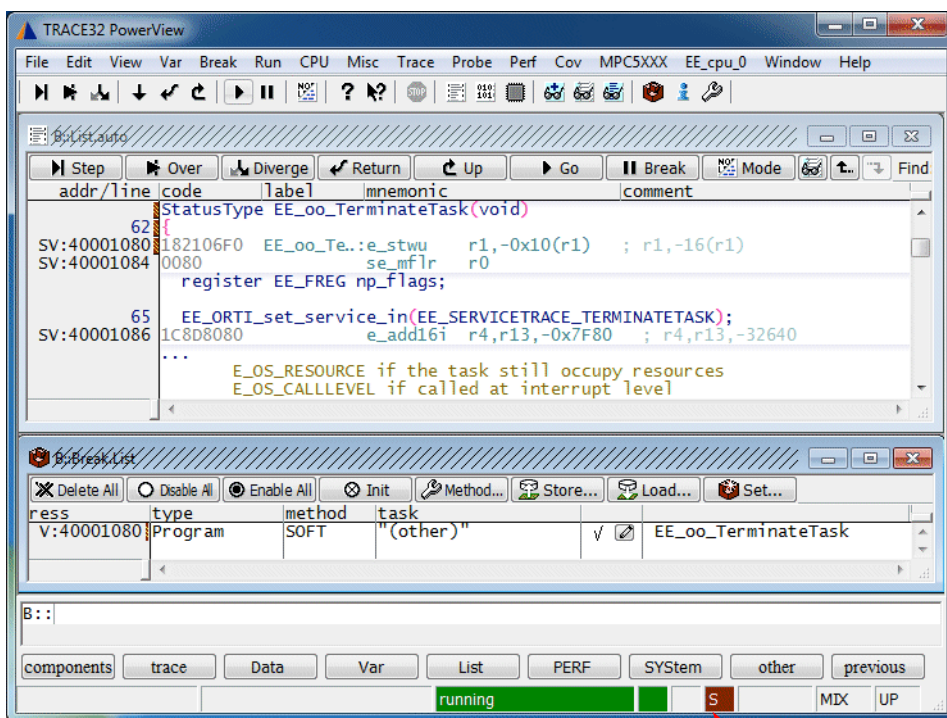 TRACE32 PowerView
File Edit View Var Break Run CPU Misc Trace Probe Perf Cov MPC5XXX EE_cpu_0 Window Help
B::List.auto
Step Over Diverge Return Up Go Break Mode t.. Find
addr/line code label mnemonic comment
StatusType EE_oo_TerminateTask(void)
62 {
SV:40001080 182106F0 EE_oo_Te..:e_stwu r1,-0x10(r1) ; r1,-16(r1)
SV:40001084 0080 se_mflr r0
register EE_FREG np_flags;
65 EE_ORTI_set_service_in(EE_SERVICETRACE_TERMINATETASK);
SV:40001086 1C8D8080 e_add16i r4,r13,-0x7F80 ; r4,r13,-32640
...
E_OS_RESOURCE if the task still occupy resources
E_OS_CALLLEVEL if called at interrupt level
B::Break.List
Delete All Disable All Enable All Init Method... Store... Load... Set...
ress type method task
V:40001080 Program SOFT "(other)" √ EE_oo_TerminateTask
B::
components trace Data Var List PERF SYStem other previous
running S MIX UP